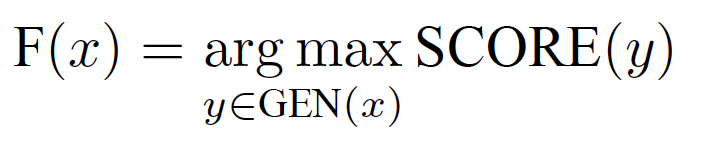 F(x) = arg max SCORE(y)
y∈GEN(x)